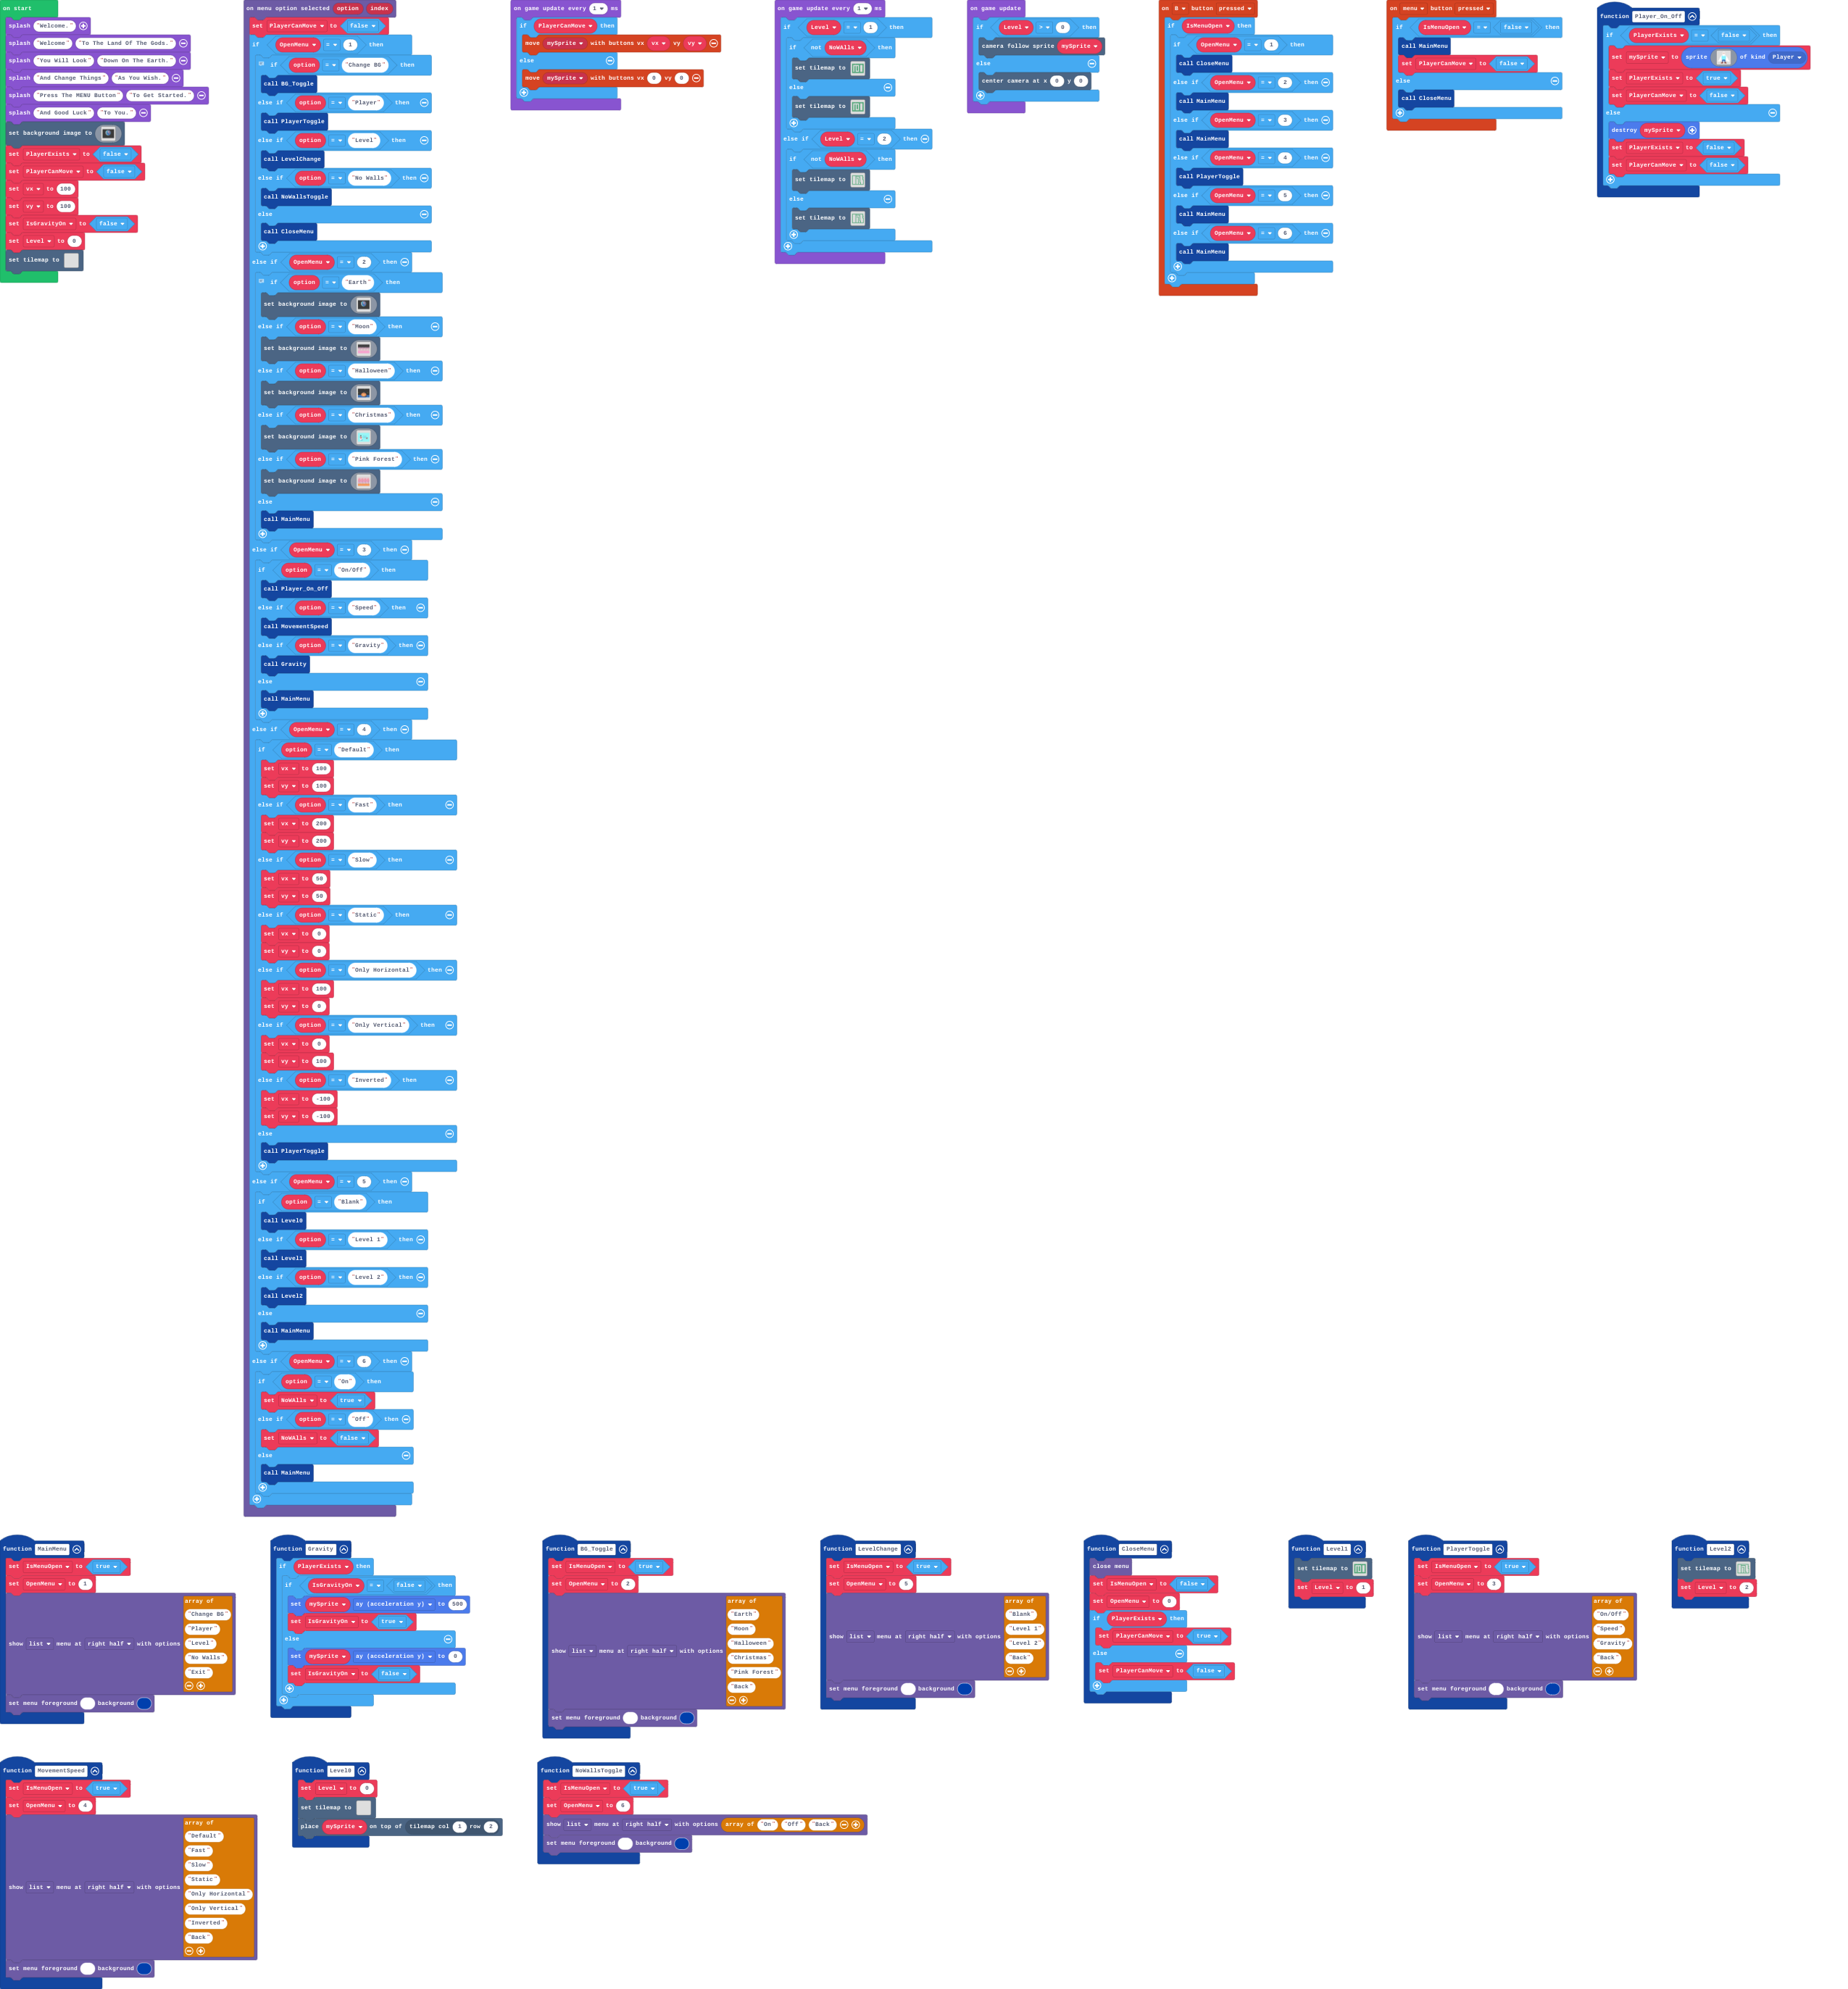 on start
splash "Welcome."
splash "Welcome" "To The Land Of The Gods."
splash "You Will Look" "Down On The Earth."
splash "And Change Things" "As You Wish."
splash "Press The MENU Button" "To Get Started."
splash "And Good Luck" "To You."
set background image to
set PlayerExists to false
set PlayerCanMove to false
set vx to 100
set vy to 100
set IsGravityOn to false
set Level to 0
set tilemap to
on menu option selected option index
set PlayerCanMove to false
if OpenMenu = 1 then
if option = "Change BG" then
call BG_Toggle
else if option = "Player" then
call PlayerToggle
else if option = "Level" then
call LevelChange
else if option = "No Walls" then
call NoWallsToggle
else
call CloseMenu
else if OpenMenu = 2 then
if option = "Earth" then
set background image to
else if option = "Moon" then
set background image to
else if option = "Halloween" then
set background image to
else if option = "Christmas" then
set background image to
else if option = "Pink Forest" then
set background image to
else
call MainMenu
else if OpenMenu = 3 then
if option = "On/Off" then
call Player_On_Off
else if option = "Speed" then
call MovementSpeed
else if option = "Gravity" then
call Gravity
else
call MainMenu
else if OpenMenu = 4 then
if option = "Default" then
set vx to 100
set vy to 100
else if option = "Fast" then
set vx to 200
set vy to 200
else if option = "Slow" then
set vx to 50
set vy to 50
else if option = "Static" then
set vx to 0
set vy to 0
else if option = "Only Horizontal" then
set vx to 100
set vy to 0
else if option = "Only Vertical" then
set vx to 0
set vy to 100
else if option = "Inverted" then
set vx to -100
set vy to -100
else
call PlayerToggle
else if OpenMenu = 5 then
if option = "Blank" then
call Level0
else if option = "Level 1" then
call Level1
else if option = "Level 2" then
call Level2
else
call MainMenu
else if OpenMenu = 6 then
if option = "On" then
set NoWAlls to true
else if option = "Off" then
set NoWAlls to false
else
call MainMenu
on game update every 1 ms
if PlayerCanMove then
move mySprite with buttons vx vx vy vy
else
move mySprite with buttons vx 0 vy 0
on game update every 1 ms
if Level = 1 then
if not NoWAlls then
set tilemap to
else
set tilemap to
else if Level = 2 then
if not NoWAlls then
set tilemap to
else
set tilemap to
on game update
if Level > 0 then
camera follow sprite mySprite
else
center camera at x 0 y 0
on B button pressed
if IsMenuOpen then
if OpenMenu = 1 then
call CloseMenu
else if OpenMenu = 2 then
call MainMenu
else if OpenMenu = 3 then
call MainMenu
else if OpenMenu = 4 then
call PlayerToggle
else if OpenMenu = 5 then
call MainMenu
else if OpenMenu = 6 then
call MainMenu
on menu button pressed
if IsMenuOpen = false then
call MainMenu
set PlayerCanMove to false
else
call CloseMenu
function Player_On_Off
if PlayerExists = false then
set mySprite to sprite of kind Player
set PlayerExists to true
set PlayerCanMove to false
else
destroy mySprite
set PlayerExists to false
set PlayerCanMove to false
function MainMenu
set IsMenuOpen to true
set OpenMenu to 1
show list menu at right half with options
array of
"Change BG"
"Player"
"Level"
"No Walls"
"Exit"
set menu foreground background
function Gravity
if PlayerExists then
if IsGravityOn = false then
set mySprite ay (acceleration y) to 500
set IsGravityOn to true
else
set mySprite ay (acceleration y) to 0
set IsGravityOn to false
function BG_Toggle
set IsMenuOpen to true
set OpenMenu to 2
show list menu at right half with options
array of
"Earth"
"Moon"
"Halloween"
"Christmas"
"Pink Forest"
"Back"
set menu foreground background
function LevelChange
set IsMenuOpen to true
set OpenMenu to 5
show list menu at right half with options
array of
"Blank"
"Level 1"
"Level 2"
"Back"
set menu foreground background
function CloseMenu
close menu
set IsMenuOpen to false
set OpenMenu to 0
if PlayerExists then
set PlayerCanMove to true
else
set PlayerCanMove to false
function Level1
set tilemap to
set Level to 1
function PlayerToggle
set IsMenuOpen to true
set OpenMenu to 3
show list menu at right half with options
array of
"On/Off"
"Speed"
"Gravity"
"Back"
set menu foreground background
function Level2
set tilemap to
set Level to 2
function MovementSpeed
set IsMenuOpen to true
set OpenMenu to 4
show list menu at right half with options
array of
"Default"
"Fast"
"Slow"
"Static"
"Only Horizontal"
"Only Vertical"
"Inverted"
"Back"
set menu foreground background
function Level0
set Level to 0
set tilemap to
place mySprite on top of tilemap col 1 row 2
function NoWallsToggle
set IsMenuOpen to true
set OpenMenu to 6
show list menu at right half with options array of "On" "Off" "Back"
set menu foreground background